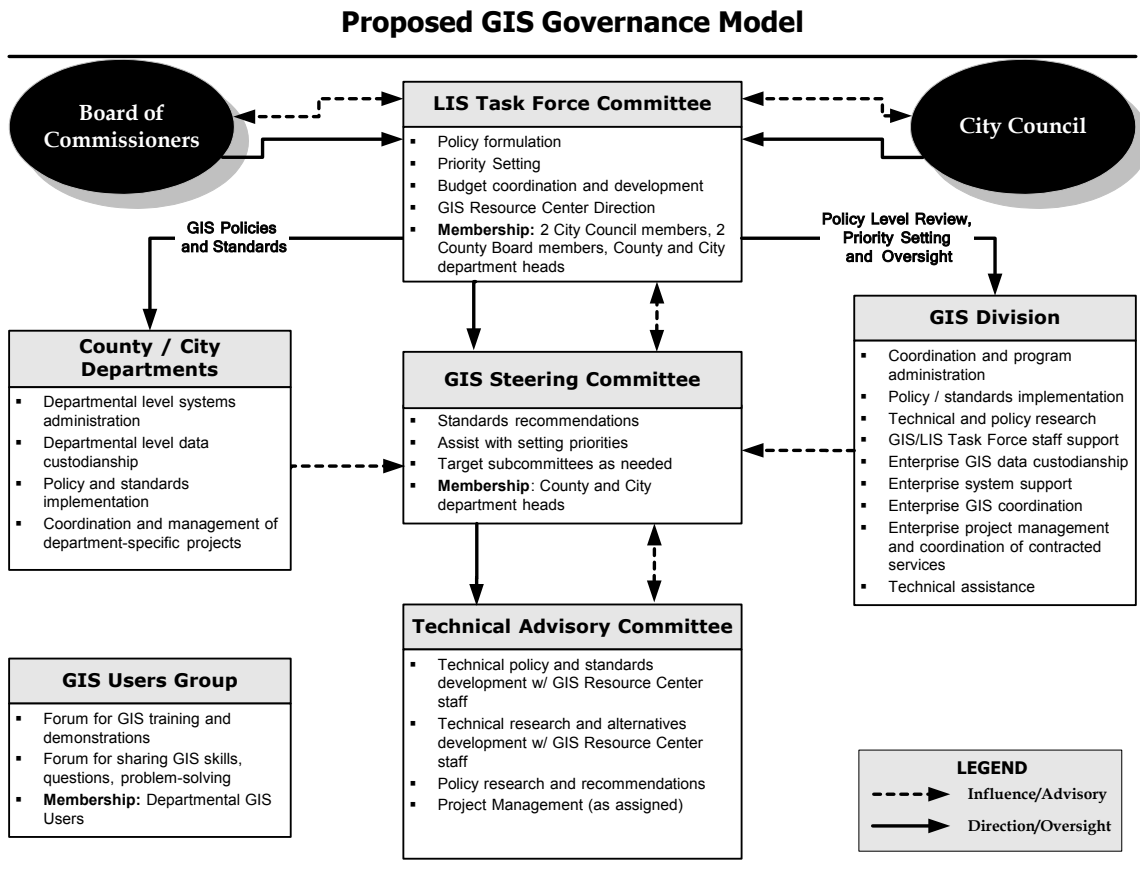 Proposed GIS Governance Model
Board of
Commissioners
LIS Task Force Committee
▪ Policy formulation
▪ Priority Setting
▪ Budget coordination and development
▪ GIS Resource Center Direction
▪ Membership: 2 City Council members, 2
County Board members, County and City
department heads
City Council
GIS Policies
and Standards
Policy Level Review,
Priority Setting
and Oversight
County / City
Departments
▪ Departmental level systems
administration
▪ Departmental level data
custodianship
▪ Policy and standards
implementation
▪ Coordination and management of
department-specific projects
GIS Steering Committee
▪ Standards recommendations
▪ Assist with setting priorities
▪ Target subcommittees as needed
▪ Membership: County and City
department heads
GIS Division
▪ Coordination and program
administration
▪ Policy / standards implementation
▪ Technical and policy research
▪ GIS/LIS Task Force staff support
▪ Enterprise GIS data custodianship
▪ Enterprise system support
▪ Enterprise GIS coordination
▪ Enterprise project management
and coordination of contracted
services
▪ Technical assistance
GIS Users Group
▪ Forum for GIS training and
demonstrations
▪ Forum for sharing GIS skills,
questions, problem-solving
▪ Membership: Departmental GIS
Users
Technical Advisory Committee
▪ Technical policy and standards
development w/ GIS Resource Center
staff
▪ Technical research and alternatives
development w/ GIS Resource Center
staff
▪ Policy research and recommendations
▪ Project Management (as assigned)
LEGEND
Influence/Advisory
Direction/Oversight